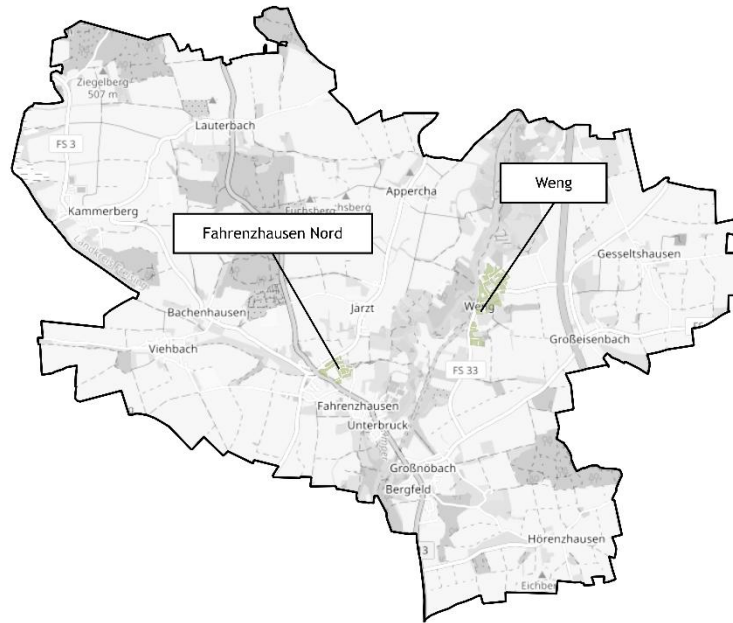 Ziegelberg
507 m
Lauterbach
FS 3
Appercha
Weng
Kammerberg
Fahrenzhausen Nord
Gesseltshausen
Weng
Bachenhausen
Jarzt
Großeisenbach
Viehbach
FS 33
Fahrenzhausen
Unterbruck
Großnöbach
Bergfeld
Hörenzhausen